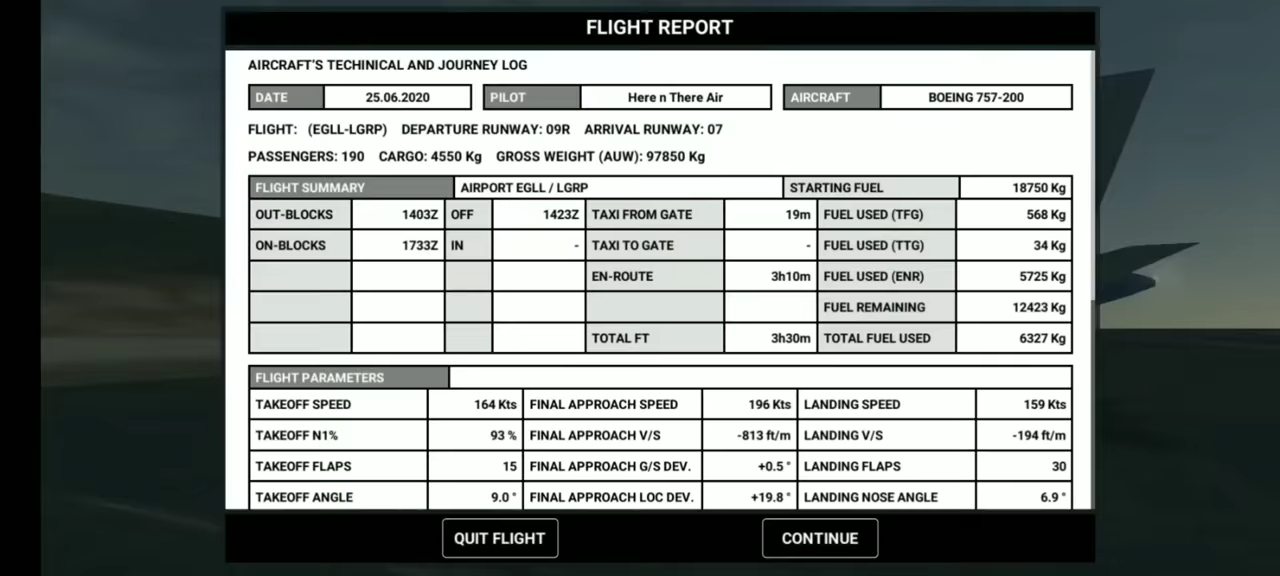 FLIGHT REPORT
AIRCRAFT'S TECHINICAL AND JOURNEY LOG
DATE 25.06.2020 PILOT Here n There Air AIRCRAFT BOEING 757-200
FLIGHT: (EGLL-LGRP) DEPARTURE RUNWAY: 09R ARRIVAL RUNWAY: 07
PASSENGERS: 190 CARGO: 4550 Kg GROSS WEIGHT (AUW): 97850 Kg
FLIGHT SUMMARY AIRPORT EGLL / LGRP STARTING FUEL 18750 Kg
OUT-BLOCKS 1403Z OFF 1423Z TAXI FROM GATE 19m FUEL USED (TFG) 568 Kg
ON-BLOCKS 1733Z IN - TAXI TO GATE - FUEL USED (TTG) 34 Kg
EN-ROUTE 3h10m FUEL USED (ENR) 5725 Kg
FUEL REMAINING 12423 Kg
TOTAL FT 3h30m TOTAL FUEL USED 6327 Kg
FLIGHT PARAMETERS
TAKEOFF SPEED 164 Kts FINAL APPROACH SPEED 196 Kts LANDING SPEED 159 Kts
TAKEOFF N1% 93 % FINAL APPROACH V/S -813 ft/m LANDING V/S -194 ft/m
TAKEOFF FLAPS 15 FINAL APPROACH G/S DEV. +0.5 ° LANDING FLAPS 30
TAKEOFF ANGLE 9.0 ° FINAL APPROACH LOC DEV. +19.8 ° LANDING NOSE ANGLE 6.9 °
QUIT FLIGHT CONTINUE